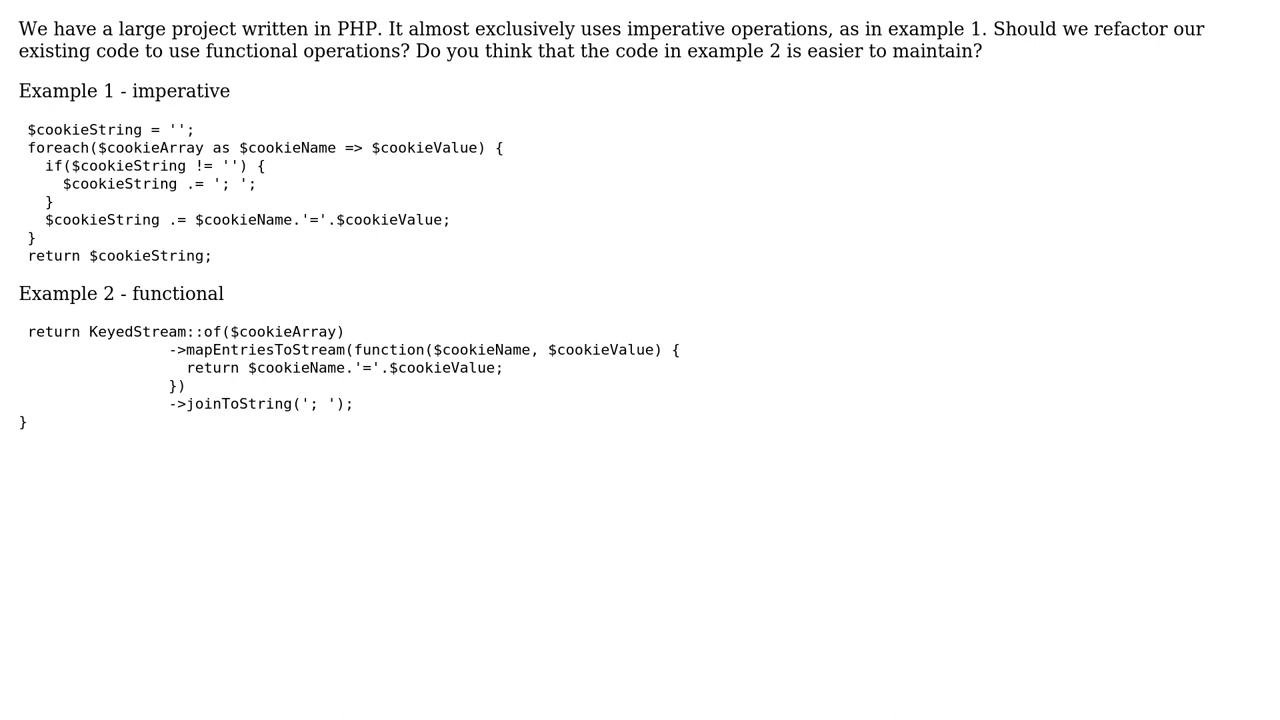 We have a large project written in PHP. It almost exclusively uses imperative operations, as in example 1. Should we refactor our
existing code to use functional operations? Do you think that the code in example 2 is easier to maintain?
Example 1 - imperative
$cookieString = '';
foreach($cookieArray as $cookieName => $cookieValue) {
  if($cookieString != '') {
    $cookieString .= '; ';
  }
  $cookieString .= $cookieName.'='.$cookieValue;
}
return $cookieString;
Example 2 - functional
 return KeyedStream::of($cookieArray)
                 ->mapEntriesToStream(function($cookieName, $cookieValue) {
                   return $cookieName.'='.$cookieValue;
                 })
                 ->joinToString('; ');
}